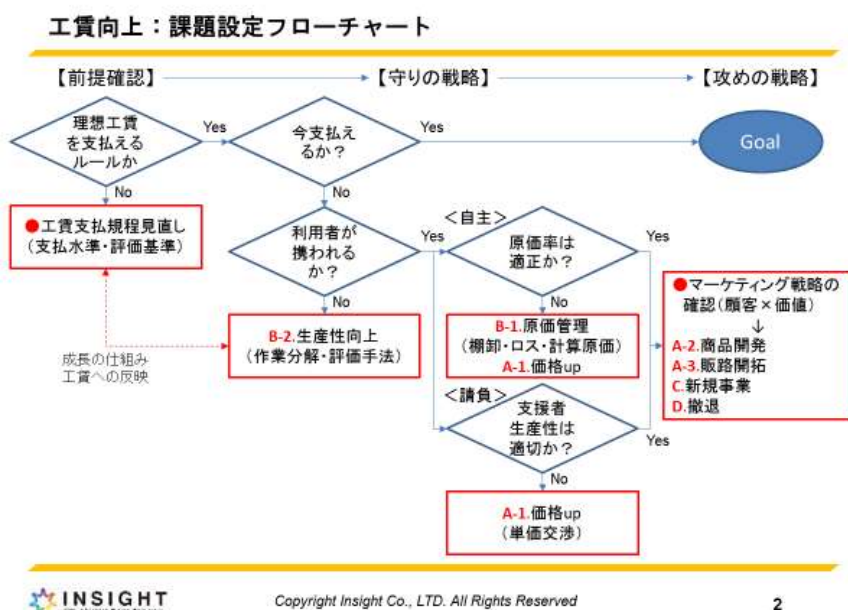 工賃向上：課題設定フローチャート
【前提確認】
【守りの戦略】
【攻めの戦略】
理想工賃
を支払える
ルールか
Yes
今支払え
るか？
Yes
Goal
No
No
●工賃支払規程見直し
（支払水準・評価基準）
利用者が
携われる
か？
Yes
＜自主＞
原価率は
適正か？
Yes
No
No
●マーケティング戦略の
確認（顧客×価値）
↓
A-2.商品開発
A-3.販路開拓
C.新規事業
D.撤退
B-2.生産性向上
（作業分解・評価手法）
B-1.原価管理
（棚卸・ロス・計算原価）
A-1.価格up
成長の仕組み
工賃への反映
＜請負＞
支援者
生産性は
適切か？
Yes
No
A-1.価格up
（単価交渉）
INSIGHT
Copyright Insight Co., LTD. All Rights Reserved
2